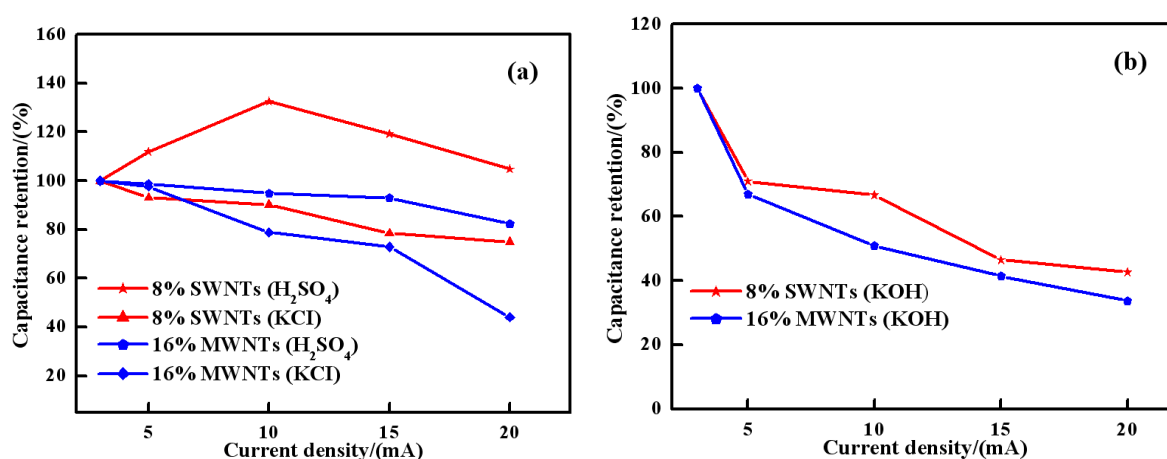 160
140
120
100
80
60
40
20
5
10
15
20
Capacitance retention/(%)
Current density/(mA)
(a)
8% SWNTs (H₂SO₄)
8% SWNTs (KCl)
16% MWNTs (H₂SO₄)
16% MWNTs (KCl)
120
100
80
60
40
20
0
5
10
15
20
Capacitance retention/(%)
Current density/(mA)
(b)
8% SWNTs (KOH)
16% MWNTs (KOH)